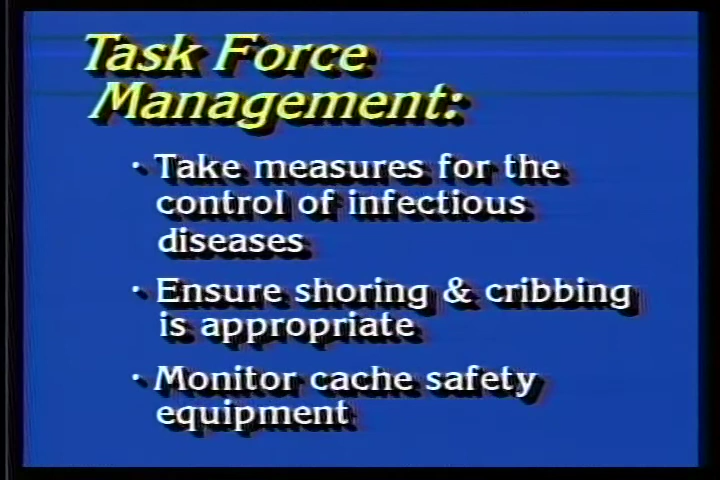 Task Force
Management:
· Take measures for the
control of infectious
diseases
· Ensure shoring & cribbing
is appropriate
· Monitor cache safety
equipment